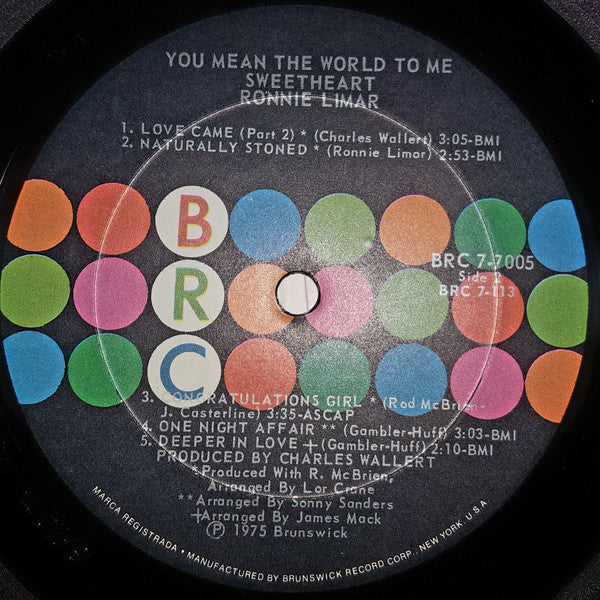 YOU MEAN THE WORLD TO ME
SWEETHEART
RONNIE LIMAR
1. LOVE CAME (Part 2) * (Charles Wallert) 3:05-BMI
2. NATURALLY STONED * (Ronnie Limor) 2:53-BMI
B
R
C
BRC 7-7005
Side 2
BRC 7-113
3. CONGRATULATIONS GIRL * (Rod McBrien-
J. Casterline) 3:35-ASCAP
4. ONE NIGHT AFFAIR ** (Gambler-Huff) 3:03-BMI
5. DEEPER IN LOVE + (Gambler-Huff) 2:10-BMI
PRODUCED BY CHARLES WALLERT
*Produced With R. McBrien,
Arranged By Lor Crane
**Arranged By Sonny Sanders
+Arranged By James Mack
℗ 1975 Brunswick
MARCA REGISTRADA • MANUFACTURED BY BRUNSWICK RECORD CORP. NEW YORK, U.S.A.